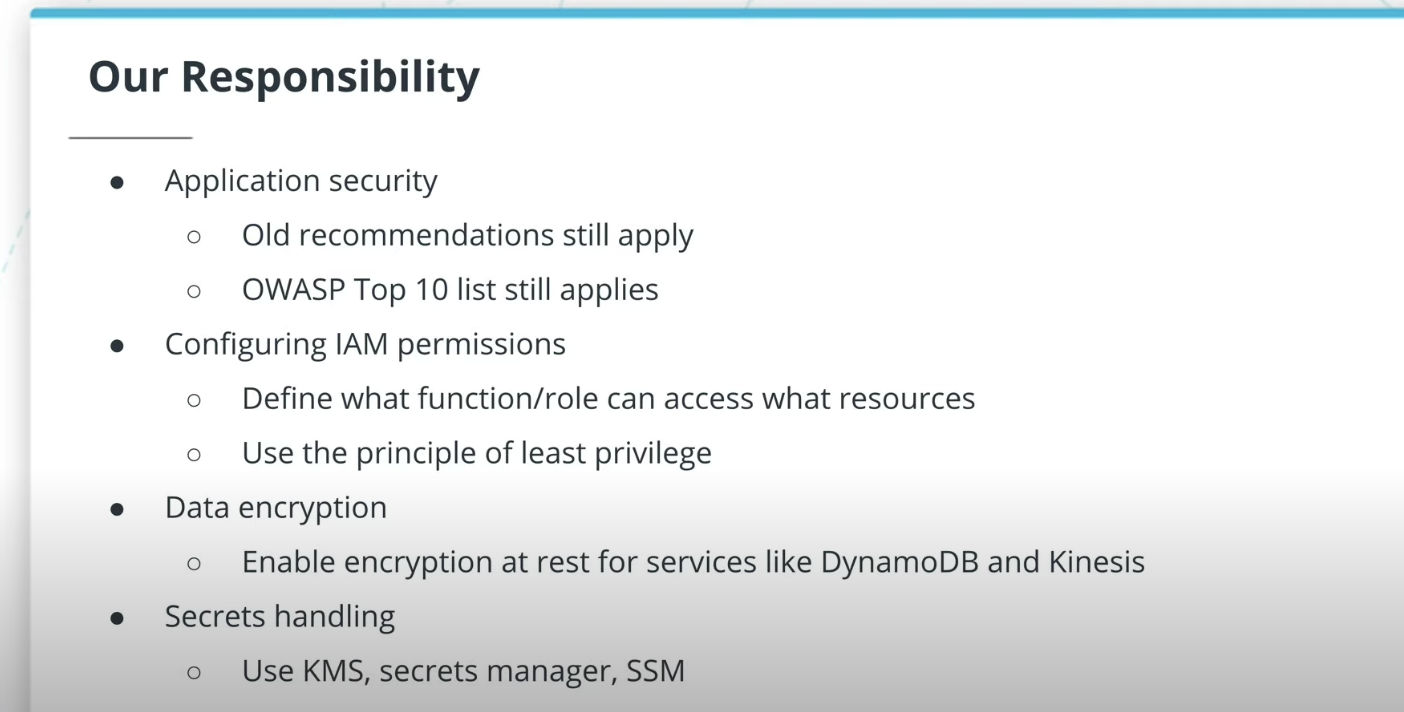 Our Responsibility
● Application security
○ Old recommendations still apply
○ OWASP Top 10 list still applies
● Configuring IAM permissions
○ Define what function/role can access what resources
○ Use the principle of least privilege
● Data encryption
○ Enable encryption at rest for services like DynamoDB and Kinesis
● Secrets handling
○ Use KMS, secrets manager, SSM